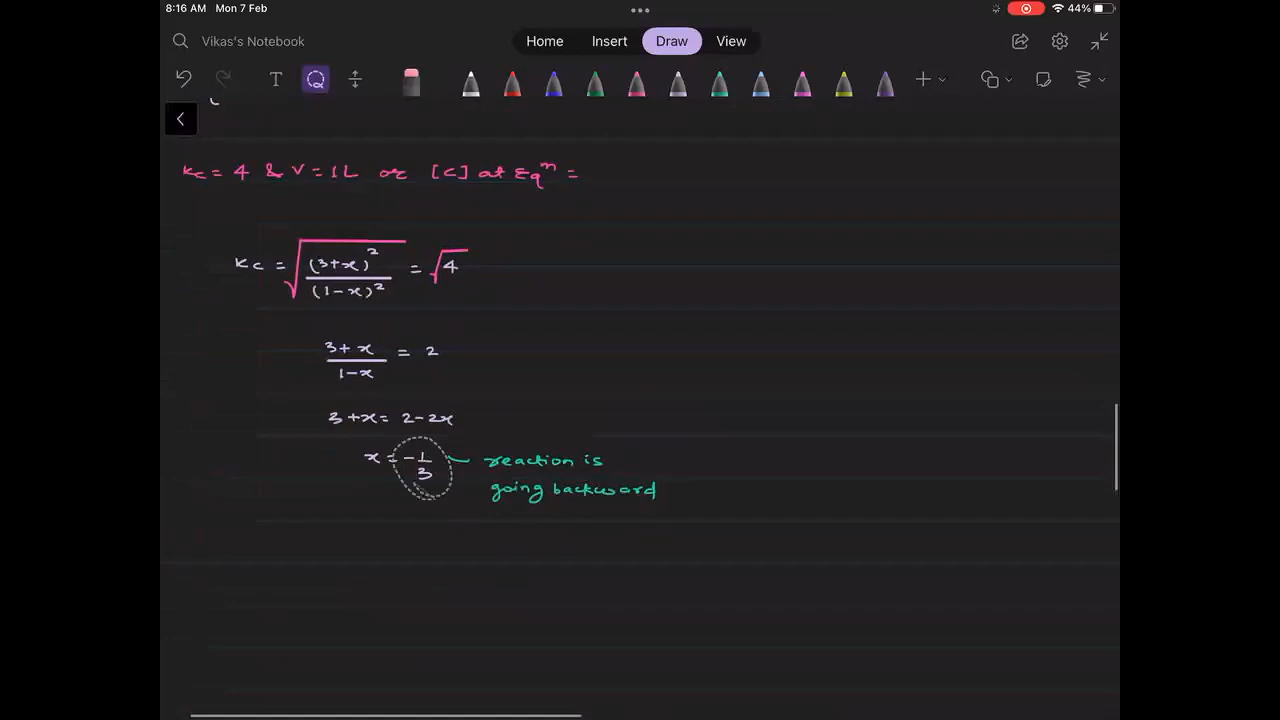 8:16 AM Mon 7 Feb
44%
Vikas's Notebook
Home Insert Draw View
T
Kc = 4 & V = 1L or [C] at Eqⁿ =
Kc = √((3+x)²/(1-x)²) = √4
(3+x)/(1-x) = 2
3+x = 2-2x
x = -1/3 reaction is
going backward